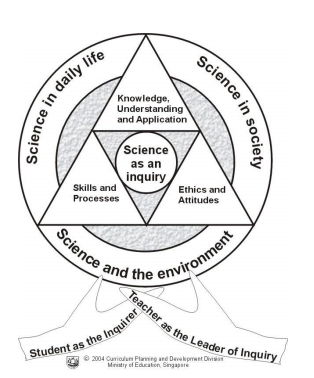 Science in daily life
Science in society
Knowledge,
Understanding
and Application
Science
as an
inquiry
Skills and
Processes
Ethics and
Attitudes
Science and the environment
Student as the Inquirer
Teacher as the Leader of Inquiry
© 2004 Curriculum Planning and Development Division
Ministry of Education, Singapore